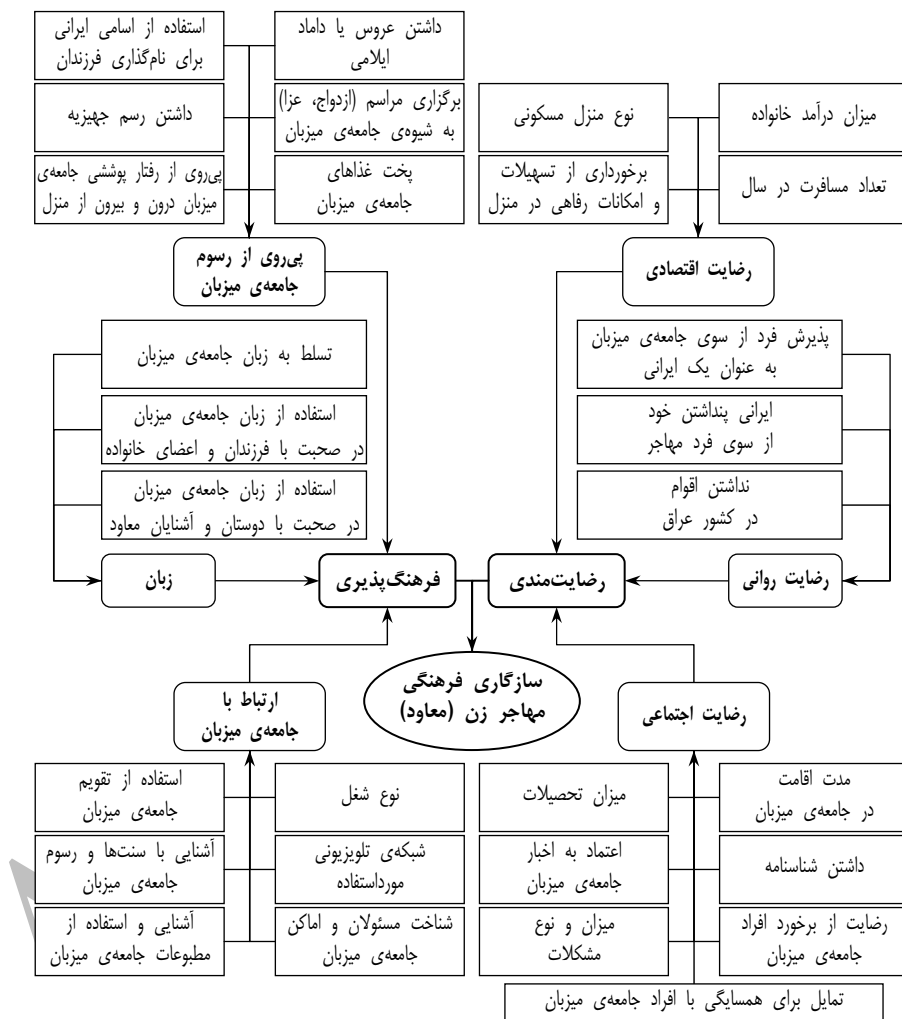 میزان درآمد خانواده
نوع منزل مسکونی
تعداد مسافرت در سال
برخورداری از تسهیلات
و امکانات رفاهی در منزل
رضایت اقتصادی
داشتن عروس یا داماد
ایلامی
استفاده از اسامی ایرانی
برای نام‌گذاری فرزندان
برگزاری مراسم (ازدواج، عزا)
به شیوه‌ی جامعه‌ی میزبان
داشتن رسم جهیزیه
پخت غذاهای
جامعه‌ی میزبان
پی‌روی از رفتار پوششی جامعه‌ی
میزبان درون و بیرون از منزل
پی‌روی از رسوم
جامعه‌ی میزبان
پذیرش فرد از سوی جامعه‌ی میزبان
به عنوان یک ایرانی
ایرانی پنداشتن خود
از سوی فرد مهاجر
نداشتن اقوام
در کشور عراق
تسلط به زبان جامعه‌ی میزبان
استفاده از زبان جامعه‌ی میزبان
در صحبت با فرزندان و اعضای خانواده
استفاده از زبان جامعه‌ی میزبان
در صحبت با دوستان و آشنایان معاود
رضایت روانی
رضایت‌مندی
فرهنگ‌پذیری
زبان
سازگاری فرهنگی
مهاجر زن (معاود)
رضایت اجتماعی
ارتباط با
جامعه‌ی میزبان
مدت اقامت
در جامعه‌ی میزبان
میزان تحصیلات
داشتن شناسنامه
اعتماد به اخبار
جامعه‌ی میزبان
رضایت از برخورد افراد
جامعه‌ی میزبان
میزان و نوع
مشکلات
تمایل برای همسایگی با افراد جامعه‌ی میزبان
نوع شغل
استفاده از تقویم
جامعه‌ی میزبان
شبکه‌ی تلویزیونی
مورداستفاده
آشنایی با سنت‌ها و رسوم
جامعه‌ی میزبان
شناخت مسئولان و اماکن
جامعه‌ی میزبان
آشنایی و استفاده از
مطبوعات جامعه‌ی میزبان